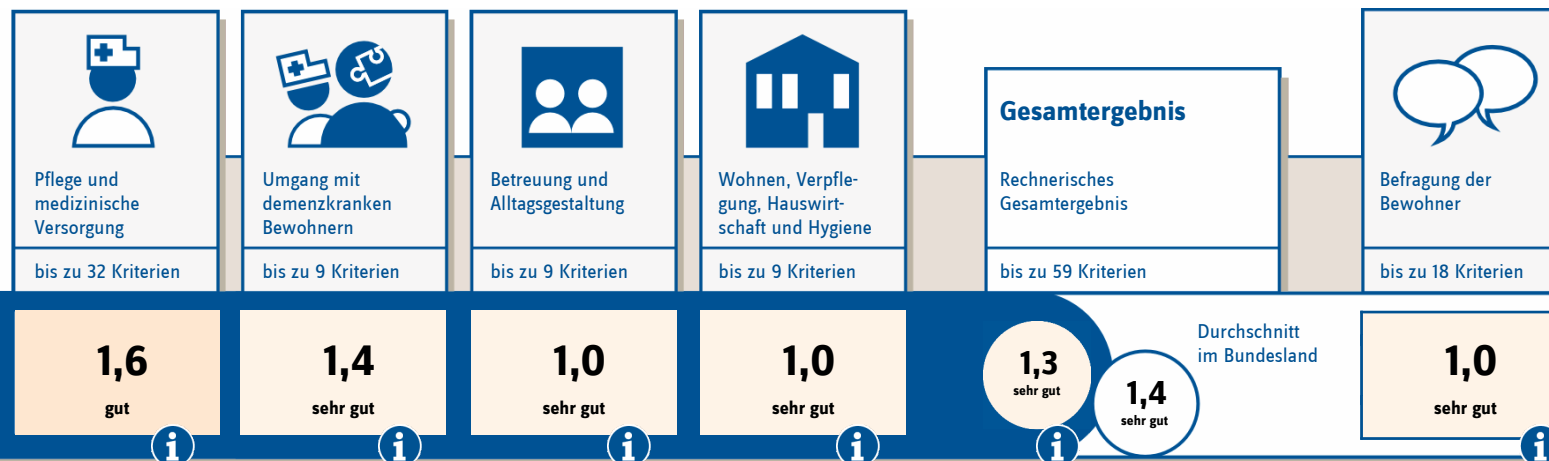 Pflege und
medizinische
Versorgung
bis zu 32 Kriterien
1,6
gut
i
Umgang mit
demenzkranken
Bewohnern
bis zu 9 Kriterien
1,4
sehr gut
i
Betreuung und
Alltagsgestaltung
bis zu 9 Kriterien
1,0
sehr gut
i
Wohnen, Verpfle-
gung, Hauswirt-
schaft und Hygiene
bis zu 9 Kriterien
1,0
sehr gut
i
Gesamtergebnis
Rechnerisches
Gesamtergebnis
bis zu 59 Kriterien
1,3
sehr gut
i
1,4
sehr gut
Durchschnitt
im Bundesland
Befragung der
Bewohner
bis zu 18 Kriterien
1,0
sehr gut
i